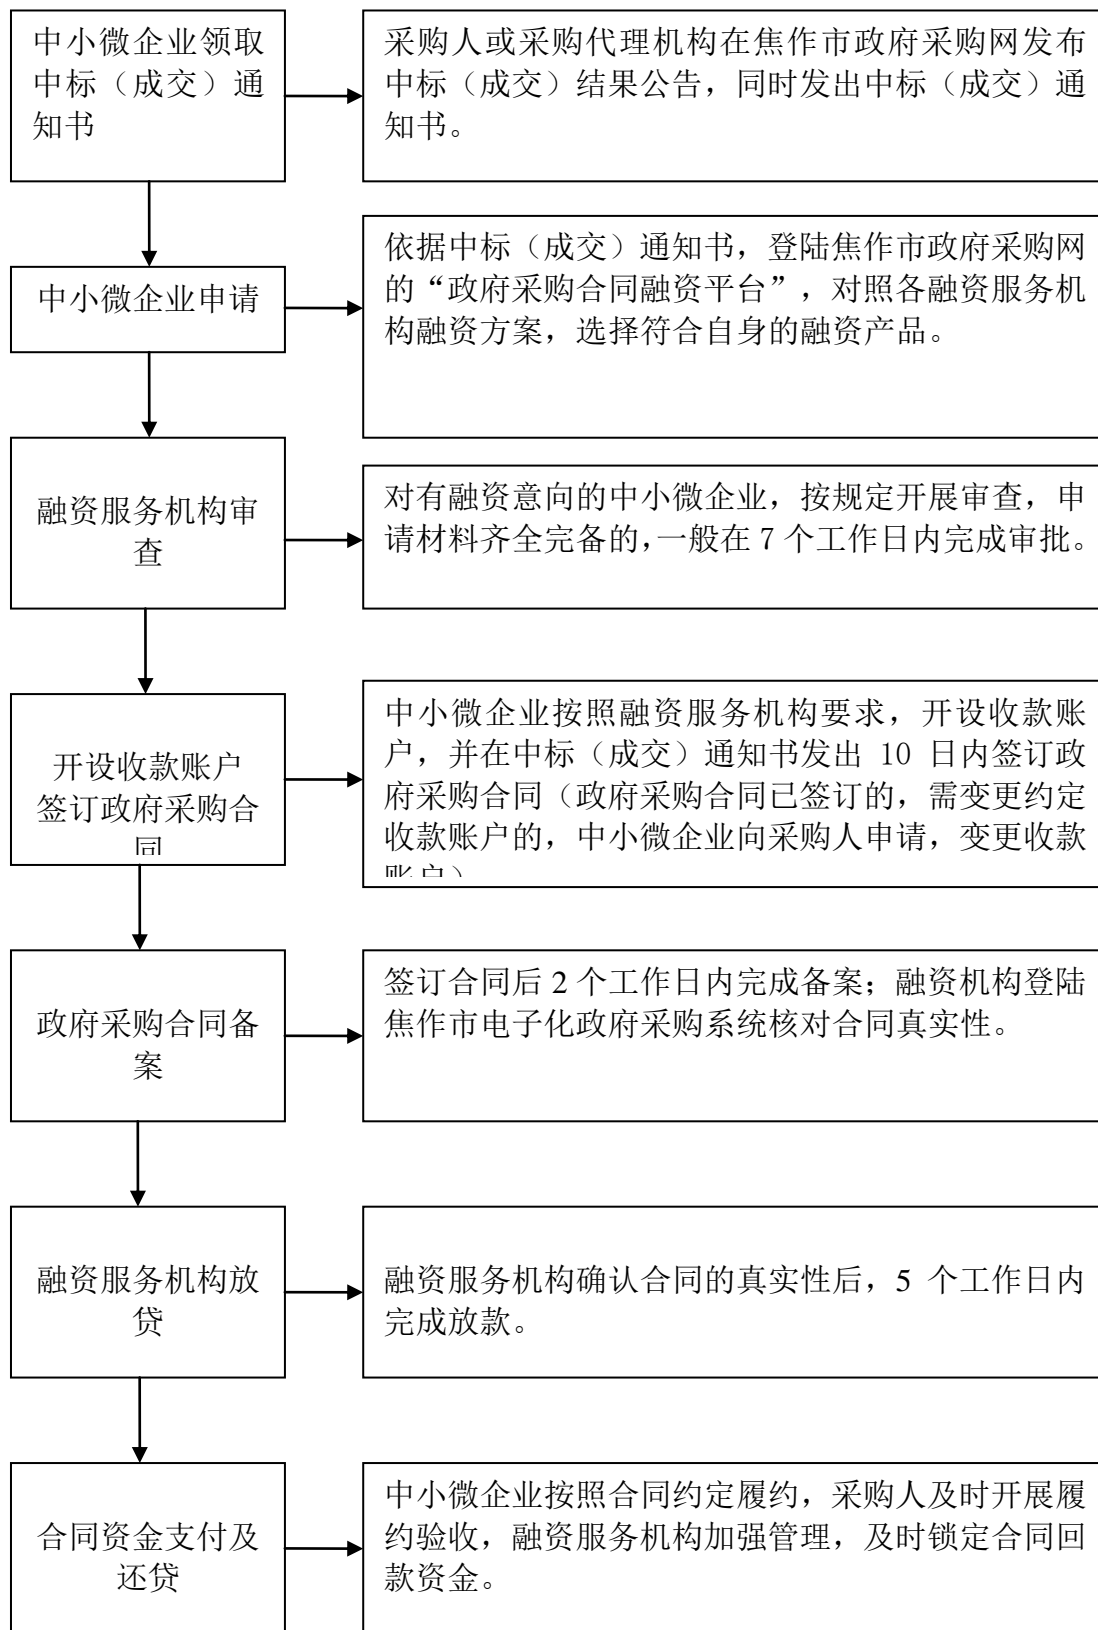 中小微企业领取
中标（成交）通
知书
采购人或采购代理机构在焦作市政府采购网发布
中标（成交）结果公告，同时发出中标（成交）通
知书。
中小微企业申请
依据中标（成交）通知书，登陆焦作市政府采购网
的“政府采购合同融资平台”，对照各融资服务机
构融资方案，选择符合自身的融资产品。
融资服务机构审
查
对有融资意向的中小微企业，按规定开展审查，申
请材料齐全完备的，一般在 7 个工作日内完成审批。
开设收款账户
签订政府采购合
同
中小微企业按照融资服务机构要求，开设收款账
户，并在中标（成交）通知书发出 10 日内签订政
府采购合同（政府采购合同已签订的，需变更约定
收款账户的，中小微企业向采购人申请，变更收款
账户）
政府采购合同备
案
签订合同后 2 个工作日内完成备案；融资机构登陆
焦作市电子化政府采购系统核对合同真实性。
融资服务机构放
贷
融资服务机构确认合同的真实性后，5 个工作日内
完成放款。
合同资金支付及
还贷
中小微企业按照合同约定履约，采购人及时开展履
约验收，融资服务机构加强管理，及时锁定合同回
款资金。